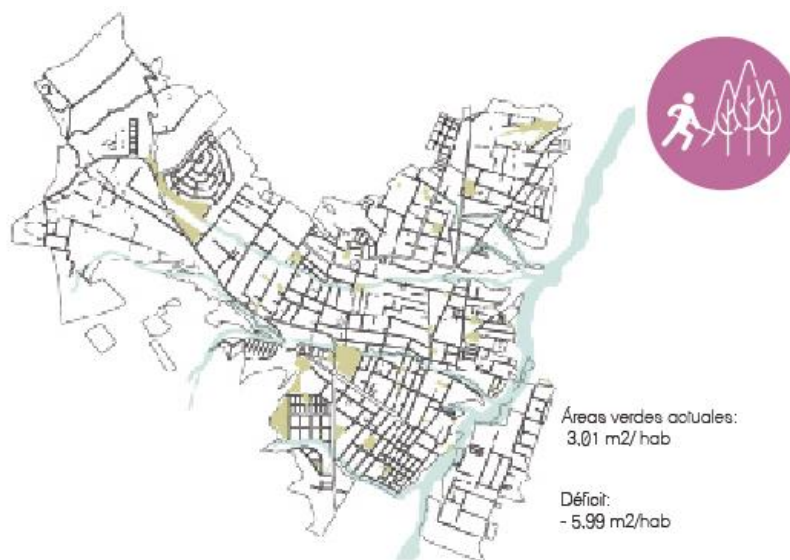 Áreas verdes actuales:
3,01 m2/ hab
Déficit:
- 5.99 m2/hab